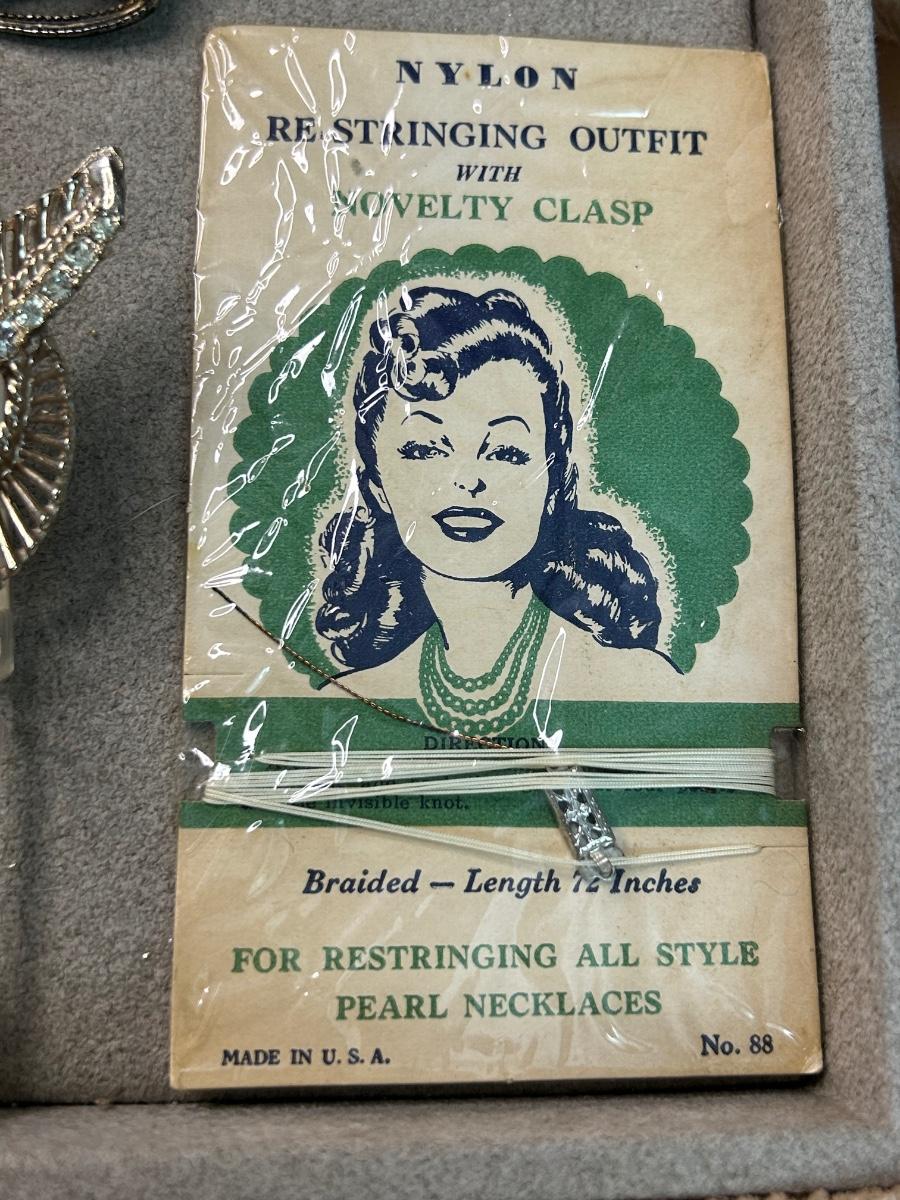 NYLON
RE-STRINGING OUTFIT
WITH
NOVELTY CLASP
DIRECTION
invisible knot.
Braided — Length 72 Inches
FOR RESTRINGING ALL STYLE
PEARL NECKLACES
MADE IN U. S. A.
No. 88